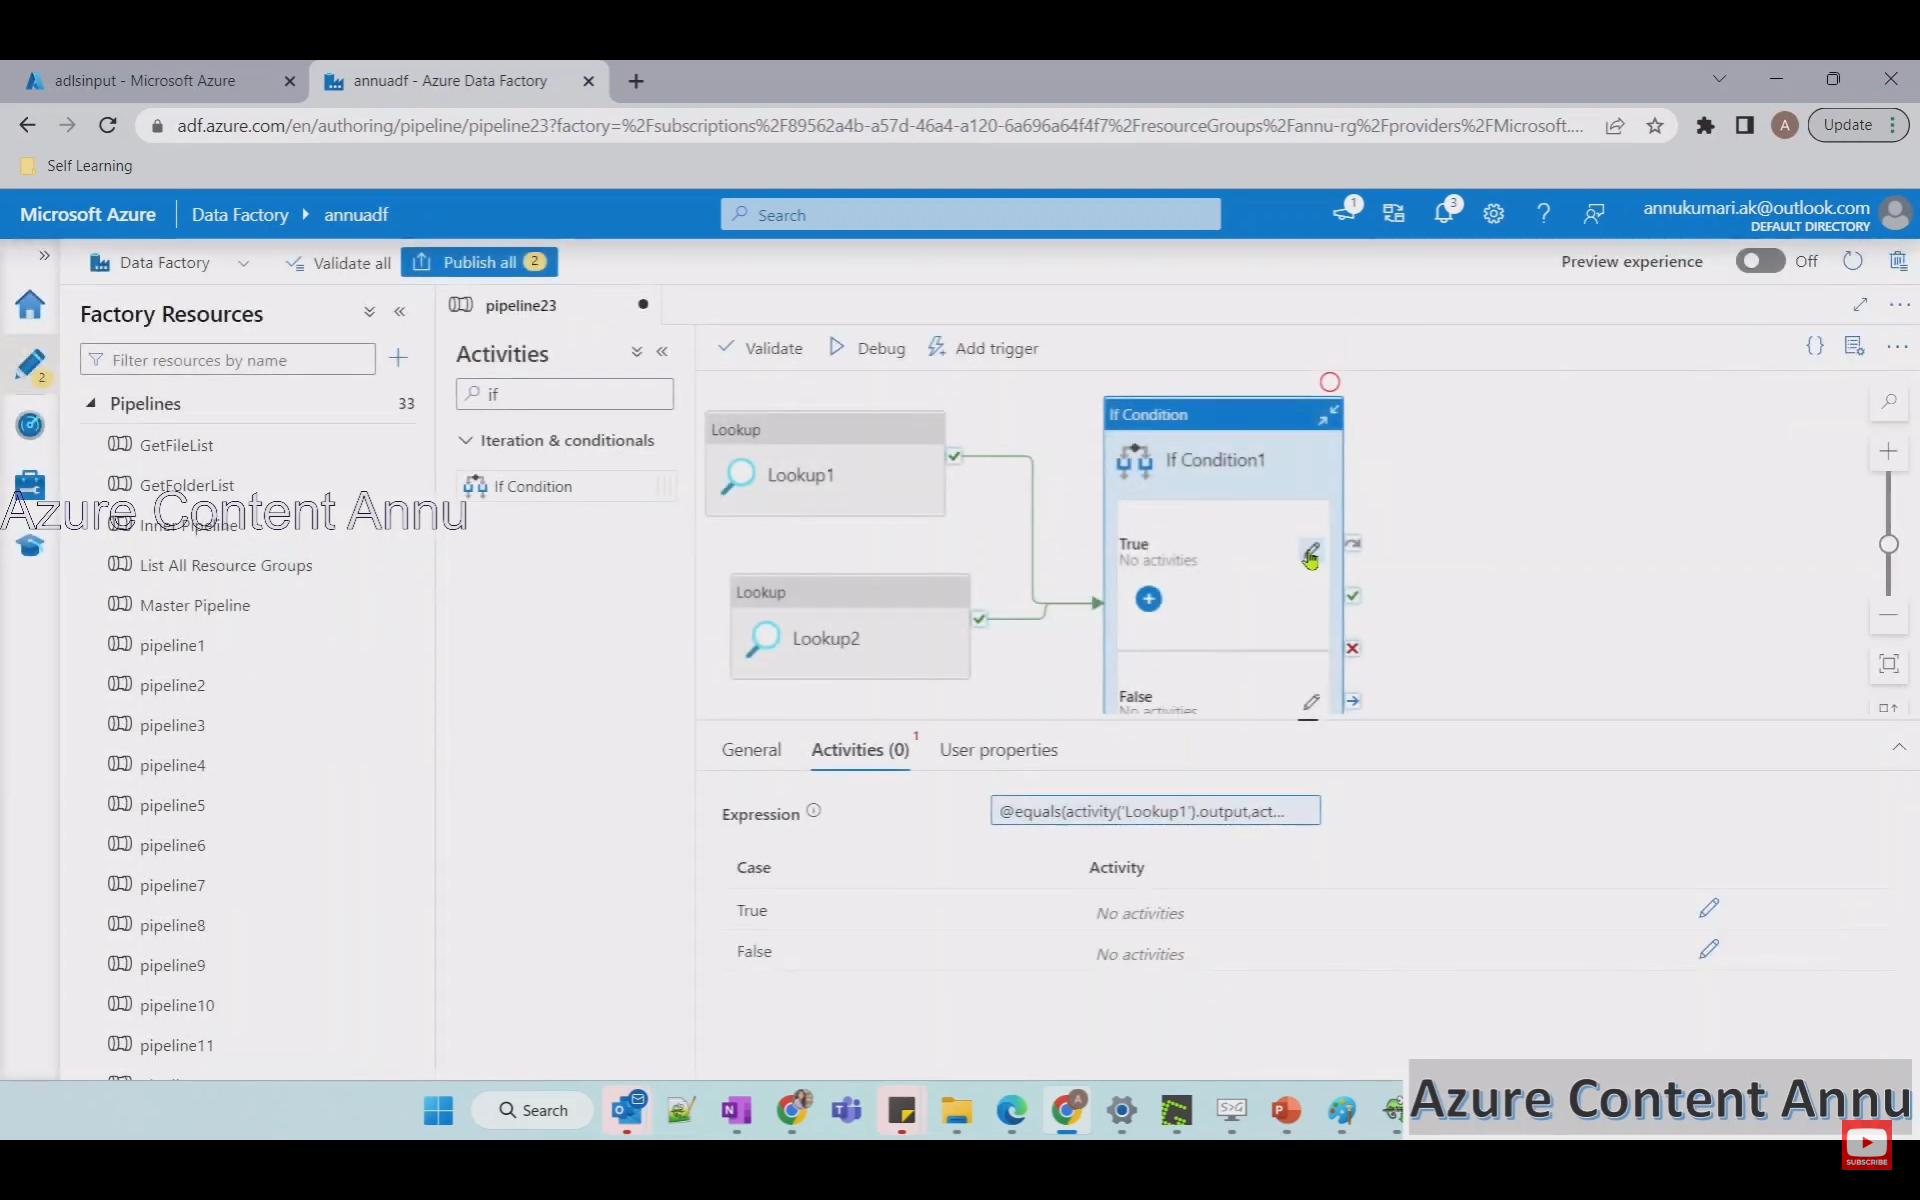 adlsinput - Microsoft Azure
annuadf - Azure Data Factory
adf.azure.com/en/authoring/pipeline/pipeline23?factory=%2Fsubscriptions%2F89562a4b-a57d-46a4-a120-6a696a64f4f7%2FresourceGroups%2Fannu-rg%2Fproviders%2FMicrosoft....
A
Update
Self Learning
Microsoft Azure
Data Factory
annuadf
Search
1
3
annukumari.ak@outlook.com
DEFAULT DIRECTORY
Data Factory
Validate all
Publish all
2
Preview experience
Off
Factory Resources
Filter resources by name
2
Pipelines
33
GetFileList
GetFolderList
Inner Pipeline
List All Resource Groups
Master Pipeline
pipeline1
pipeline2
pipeline3
pipeline4
pipeline5
pipeline6
pipeline7
pipeline8
pipeline9
pipeline10
pipeline11
Azure Content Annu
pipeline23
Activities
if
Iteration & conditionals
If Condition
Validate
Debug
Add trigger
Lookup
Lookup1
Lookup
Lookup2
If Condition
If Condition1
True
No activities
False
No activities
General
Activities (0)
1
User properties
Expression
@equals(activity('Lookup1').output,act...
Case
Activity
True
No activities
False
No activities
Search
Azure Content Annu
SUBSCRIBE